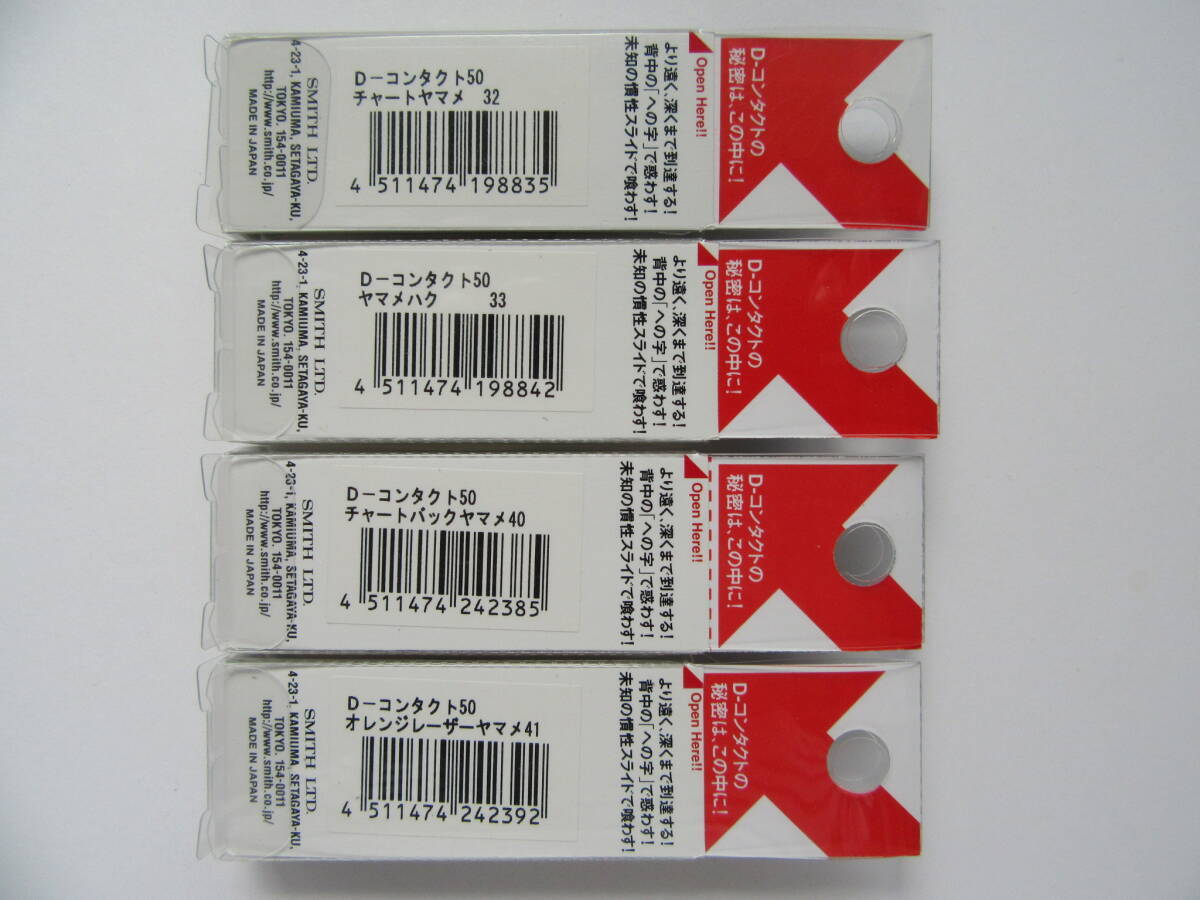 SMITH LTD.
4-23-1, KAMIUMA, SETAGAYA-KU,
TOKYO. 154-0011
http://www.smith.co.jp/
MADE IN JAPAN
D－コンタクト50
チャートヤマメ 32
4 511474 198835
より遠く、深くまで到達する!
背中の「への字」で惑わす!
未知の慣性スライドで喰わす!
Open Here!!
D-コンタクトの
秘密は、この中に!
SMITH LTD.
4-23-1, KAMIUMA, SETAGAYA-KU,
TOKYO. 154-0011
http://www.smith.co.jp/
MADE IN JAPAN
D－コンタクト50
ヤマメハク 33
4 511474 198842
より遠く、深くまで到達する!
背中の「への字」で惑わす!
未知の慣性スライドで喰わす!
Open Here!!
D-コンタクトの
秘密は、この中に!
SMITH LTD.
4-23-1, KAMIUMA, SETAGAYA-KU,
TOKYO. 154-0011
http://www.smith.co.jp/
MADE IN JAPAN
D－コンタクト50
チャートバックヤマメ40
4 511474 242385
より遠く、深くまで到達する!
背中の「への字」で惑わす!
未知の慣性スライドで喰わす!
Open Here!!
D-コンタクトの
秘密は、この中に!
SMITH LTD.
4-23-1, KAMIUMA, SETAGAYA-KU,
TOKYO. 154-0011
http://www.smith.co.jp/
MADE IN JAPAN
D－コンタクト50
オレンジレーザーヤマメ41
4 511474 242392
より遠く、深くまで到達する!
背中の「への字」で惑わす!
未知の慣性スライドで喰わす!
Open Here!!
D-コンタクトの
秘密は、この中に!